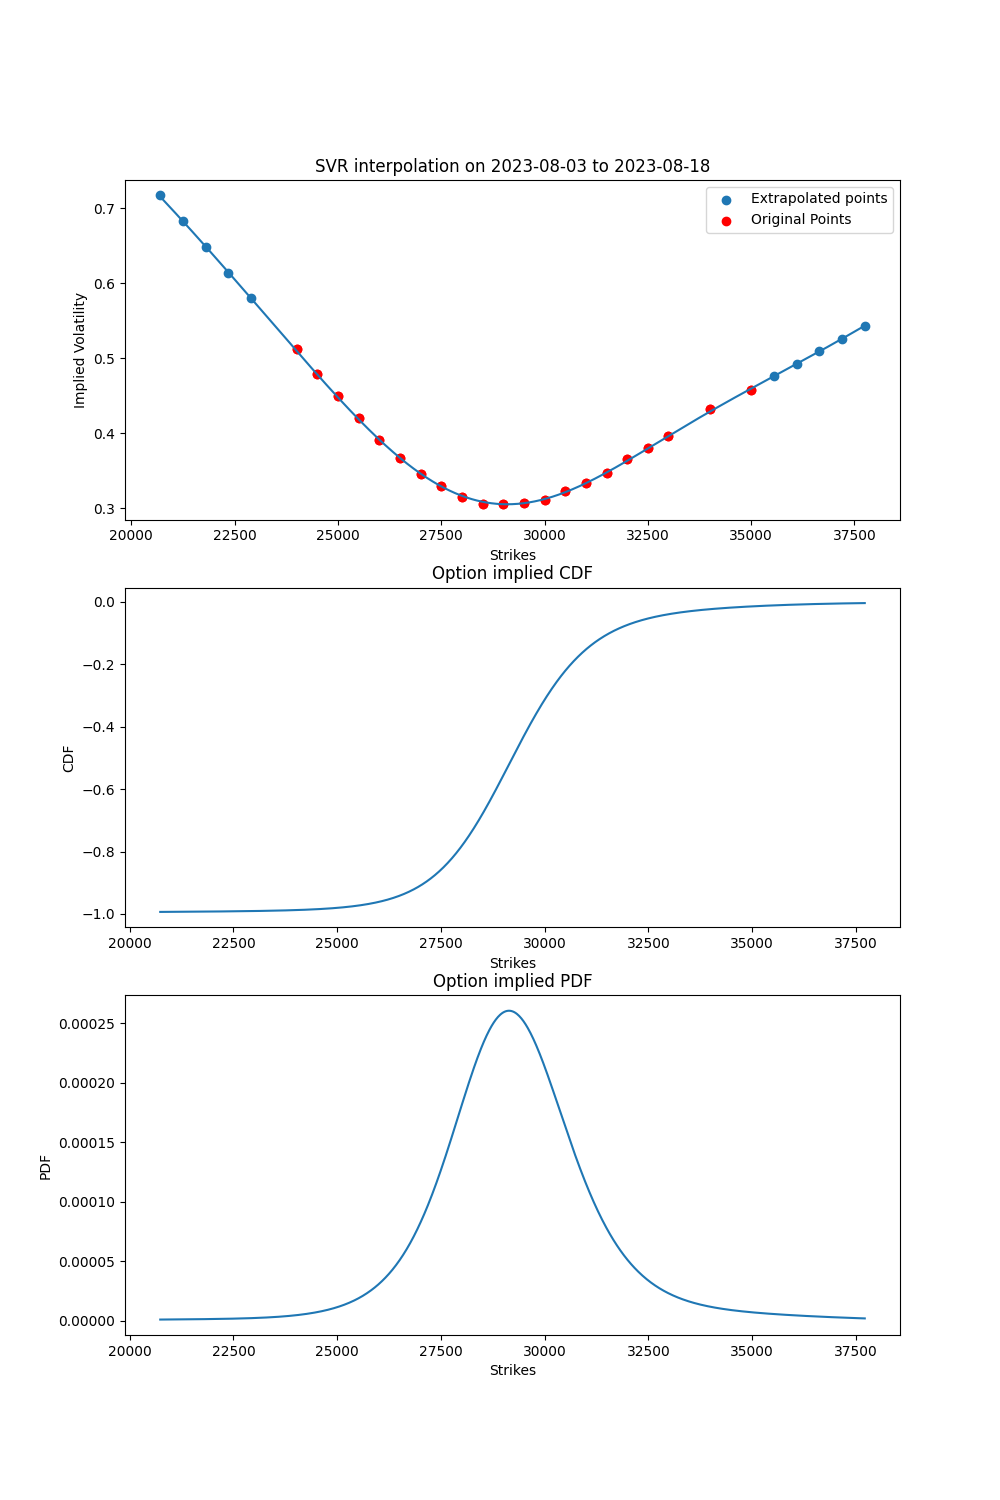 SVR interpolation on 2023-08-03 to 2023-08-18
Extrapolated points
Original Points
Implied Volatility
0.7
0.6
0.5
0.4
0.3
20000 22500 25000 27500 30000 32500 35000 37500
Strikes
Option implied CDF
CDF
0.0
−0.2
−0.4
−0.6
−0.8
−1.0
20000 22500 25000 27500 30000 32500 35000 37500
Strikes
Option implied PDF
PDF
0.00025
0.00020
0.00015
0.00010
0.00005
0.00000
20000 22500 25000 27500 30000 32500 35000 37500
Strikes